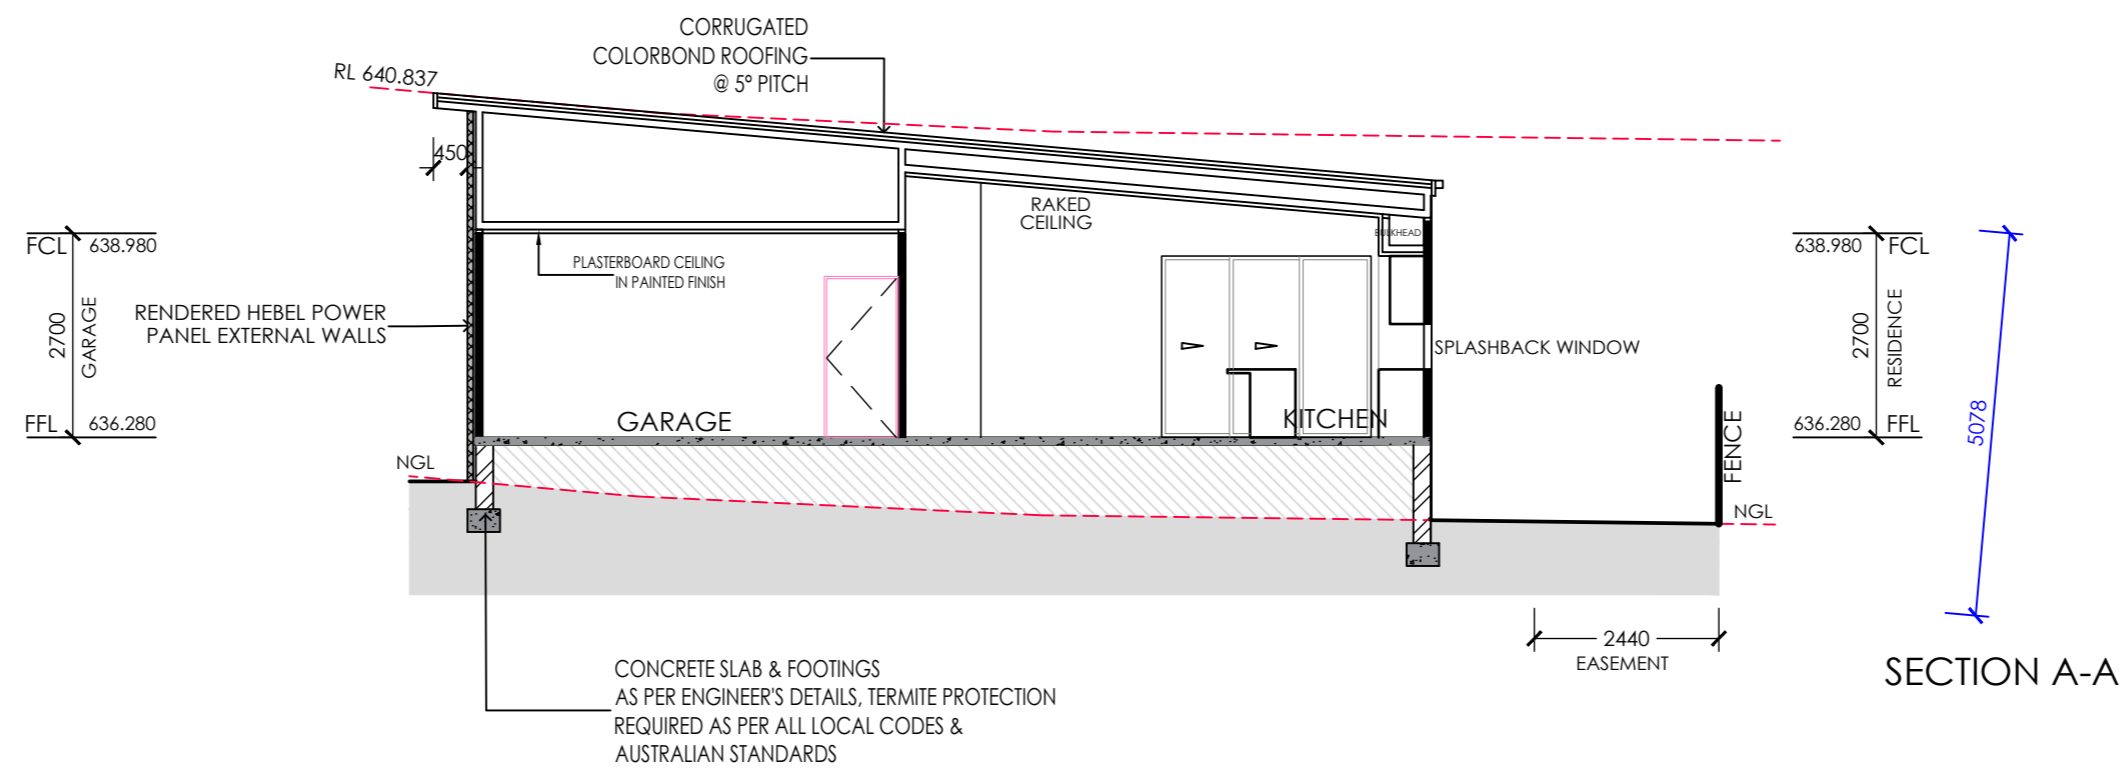 CORRUGATED
COLORBOND ROOFING
@ 5° PITCH
RL 640.837
450
RAKED
CEILING
BULKHEAD
FCL 638.980
638.980 FCL
PLASTERBOARD CEILING
IN PAINTED FINISH
RENDERED HEBEL POWER
PANEL EXTERNAL WALLS
2700
GARAGE
SPLASHBACK WINDOW
2700
RESIDENCE
5078
FFL 636.280
GARAGE
KITCHEN
636.280 FFL
FENCE
NGL
NGL
2440
EASEMENT
SECTION A-A
CONCRETE SLAB & FOOTINGS
AS PER ENGINEER'S DETAILS, TERMITE PROTECTION
REQUIRED AS PER ALL LOCAL CODES &
AUSTRALIAN STANDARDS